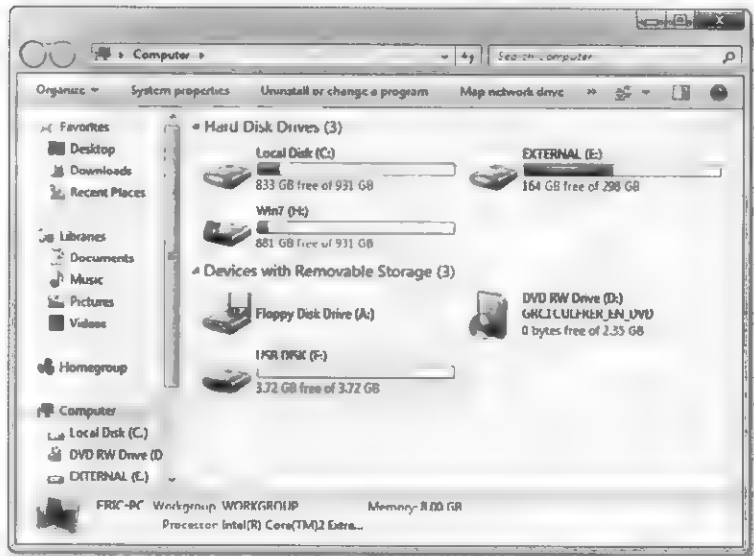 Computer
Search Computer
Organize System properties Uninstall or change a program Map network drive »
Favorites
Desktop
Downloads
Recent Places
Libraries
Documents
Music
Pictures
Videos
Homegroup
Computer
Local Disk (C:)
DVD RW Drive (D
EXTERNAL (E:)
Hard Disk Drives (3)
Local Disk (C:)
833 GB free of 931 GB
EXTERNAL (E:)
164 GB free of 298 GB
Win7 (H:)
881 GB free of 931 GB
Devices with Removable Storage (3)
Floppy Disk Drive (A:)
DVD RW Drive (D:)
0 bytes free of 2.35 GB
USB DISK (F:)
3.72 GB free of 3.72 GB
ERIC-PC Workgroup: WORKGROUP Memory: 8.00 GB
Processor: Intel(R) Core(TM)2 Extre...